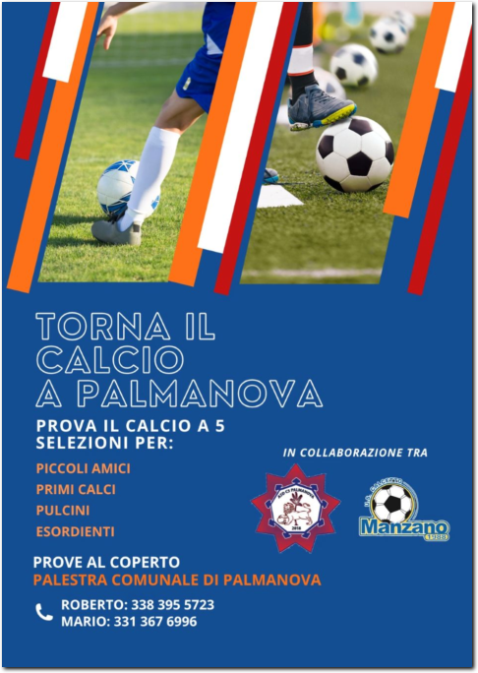 TORNA IL
CALCIO
A PALMANOVA
PROVA IL CALCIO A 5
SELEZIONI PER:
PICCOLI AMICI
PRIMI CALCI
PULCINI
ESORDIENTI
IN COLLABORAZIONE TRA
Manzano
1988
PROVE AL COPERTO
PALESTRA COMUNALE DI PALMANOVA
ROBERTO: 338 395 5723
MARIO: 331 367 6996